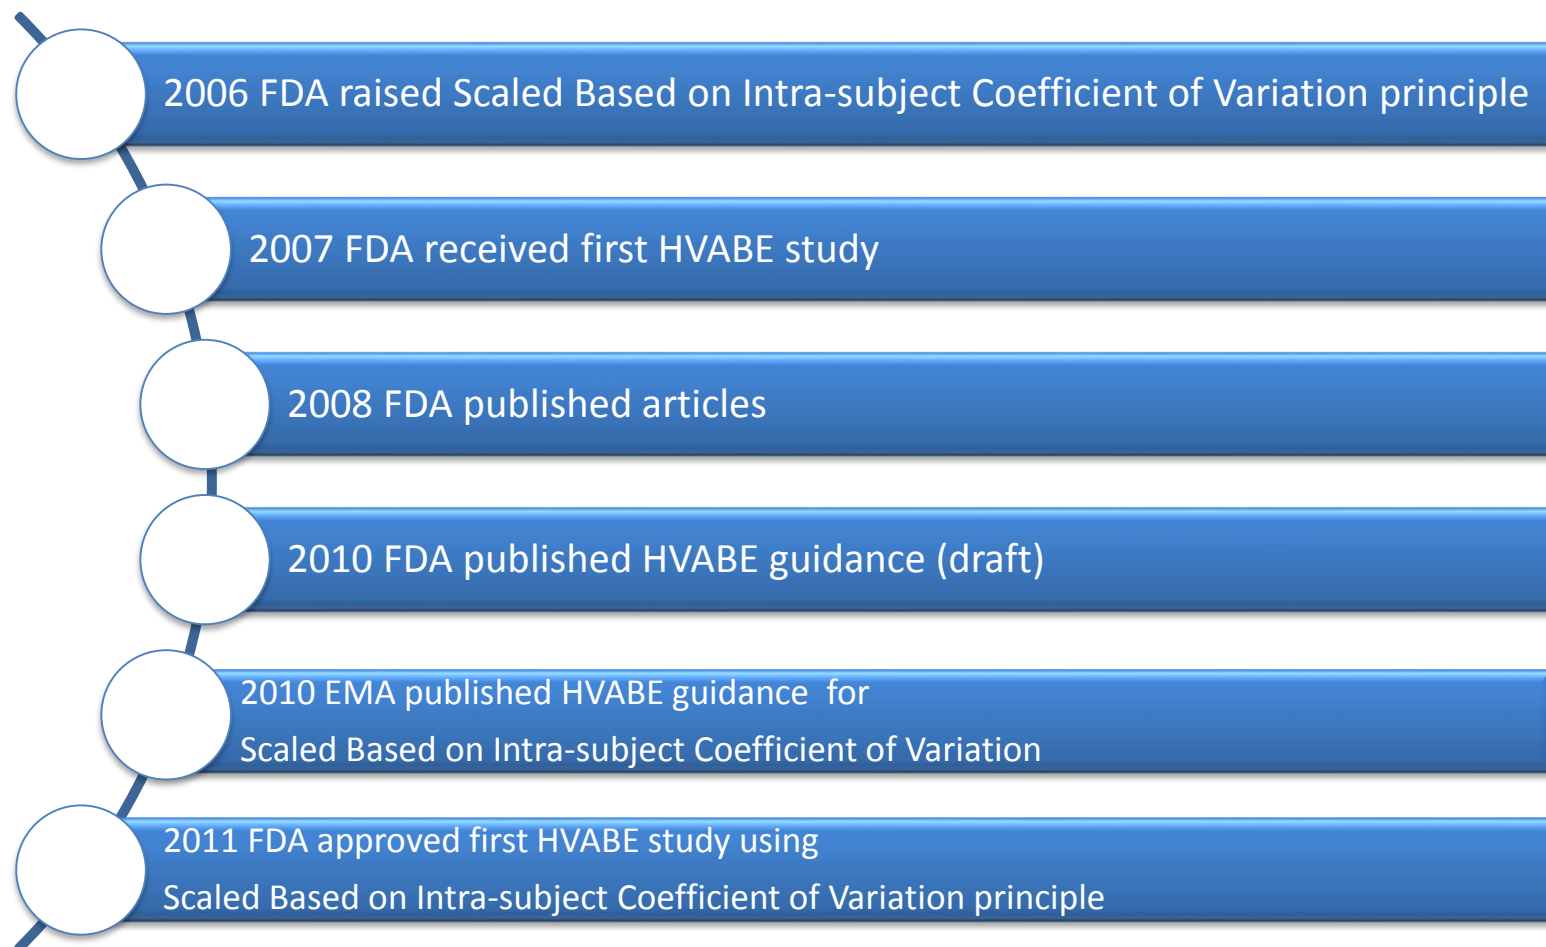 2006 FDA raised Scaled Based on Intra-subject Coefficient of Variation principle
2007 FDA received first HVABE study
2008 FDA published articles
2010 FDA published HVABE guidance (draft)
2010 EMA published HVABE guidance  for
Scaled Based on Intra-subject Coefficient of Variation
2011 FDA approved first HVABE study using
Scaled Based on Intra-subject Coefficient of Variation principle